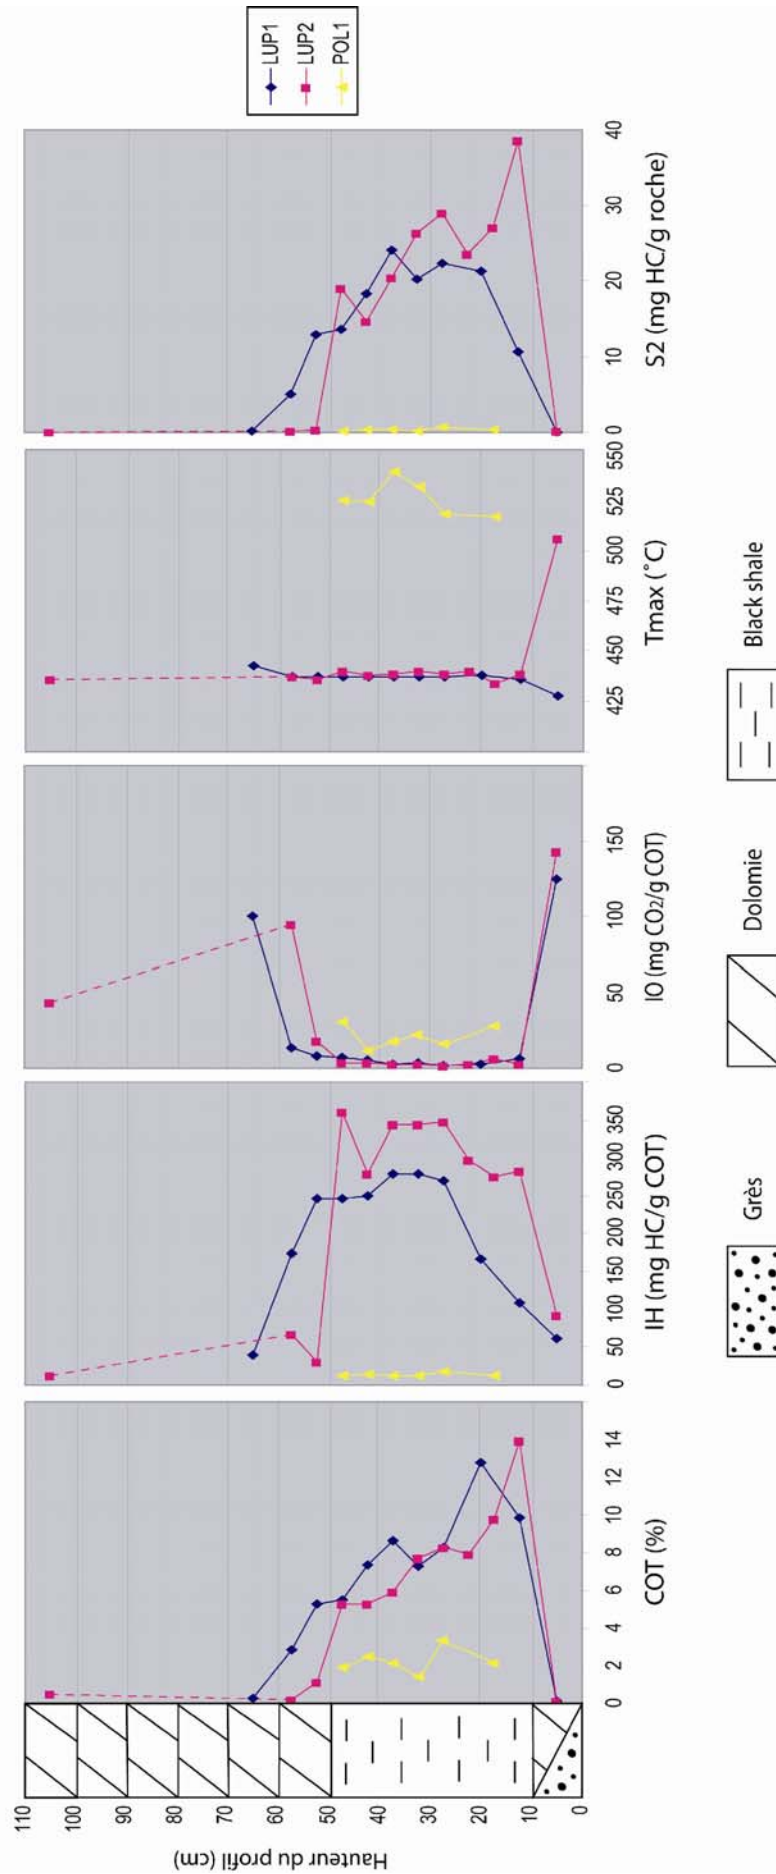 Hauteur du profil (cm)
110
100
90
80
70
60
50
40
30
20
10
0
0 2 4 6 8 10 12 14
COT (%)
0 50 100 150 200 250 300 350
IH (mg HC/g COT)
0 50 100 150
IO (mg CO2/g COT)
425 450 475 500 525 550
Tmax (˚C)
0 10 20 30 40
S2 (mg HC/g roche)
LUP1
LUP2
POL1
Grès
Dolomie
Black shale